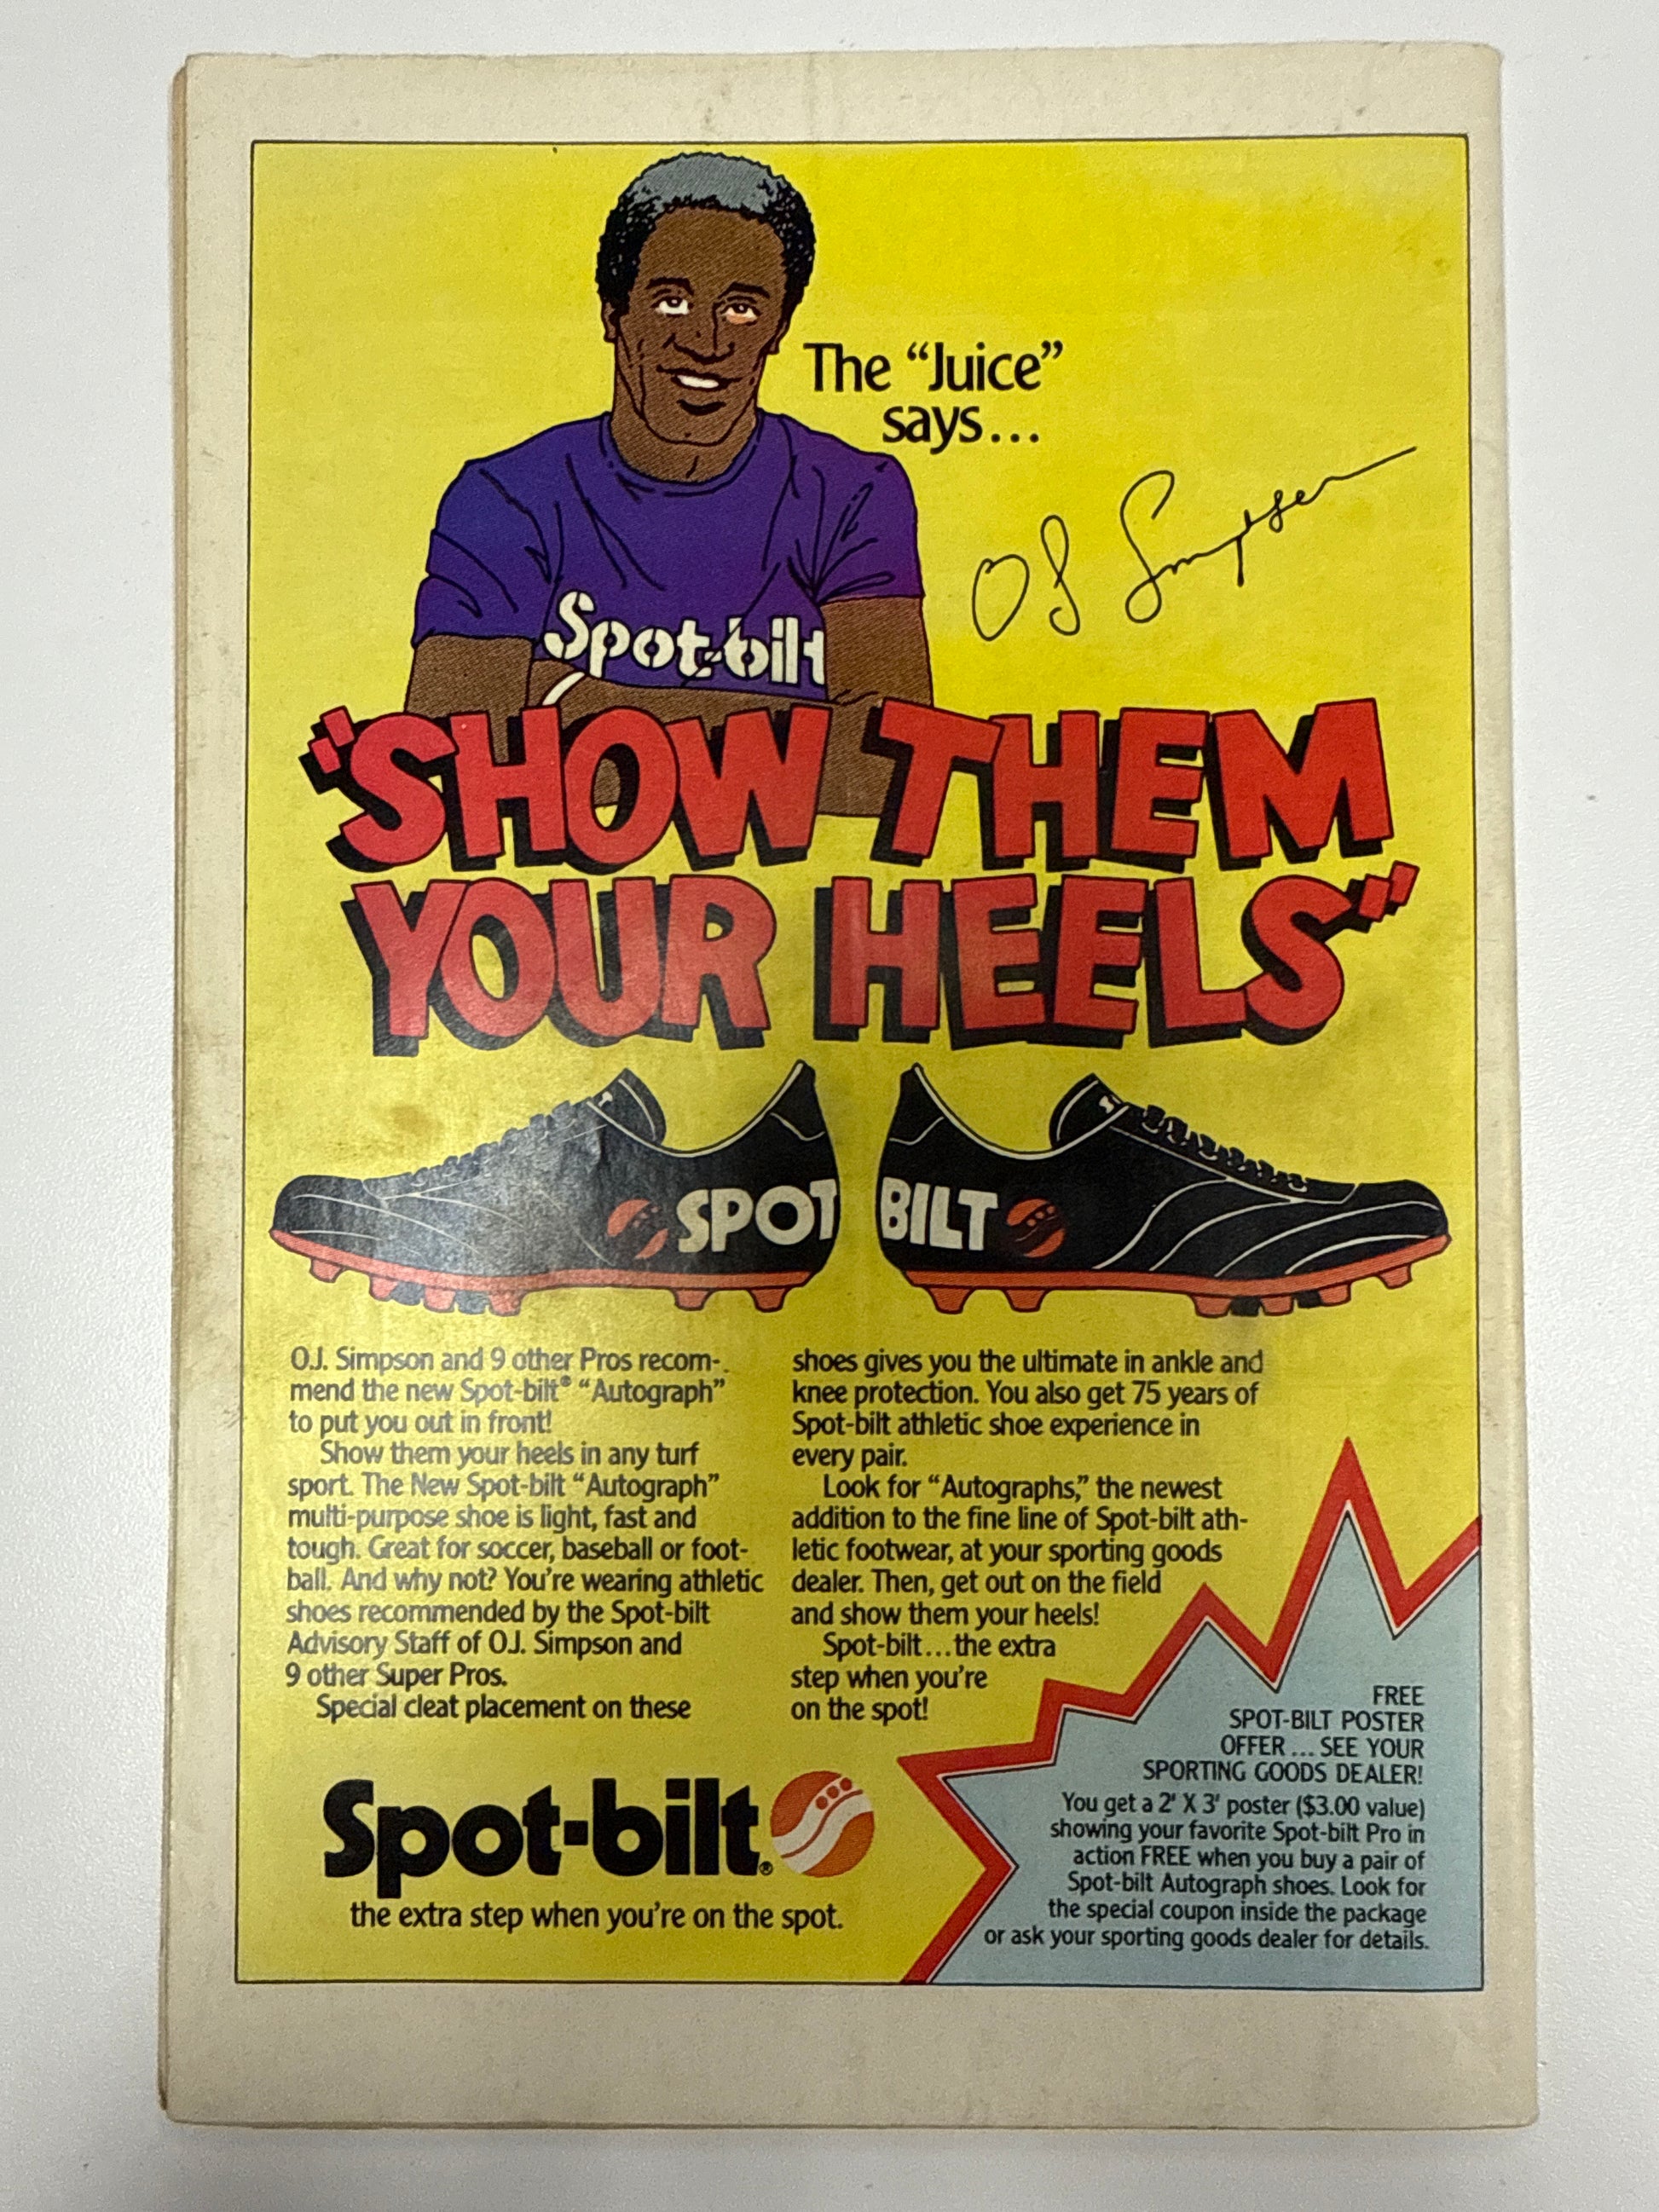 The “Juice”
says...
OJ Simpson
Spot-bilt
“SHOW THEM
YOUR HEELS”
SPOT BILT
O.J. Simpson and 9 other Pros recom-
mend the new Spot-bilt® “Autograph”
to put you out in front!
Show them your heels in any turf
sport. The New Spot-bilt “Autograph”
multi-purpose shoe is light, fast and
tough. Great for soccer, baseball or foot-
ball. And why not? You're wearing athletic
shoes recommended by the Spot-bilt
Advisory Staff of O.J. Simpson and
9 other Super Pros.
Special cleat placement on these
shoes gives you the ultimate in ankle and
knee protection. You also get 75 years of
Spot-bilt athletic shoe experience in
every pair.
Look for “Autographs,” the newest
addition to the fine line of Spot-bilt ath-
letic footwear, at your sporting goods
dealer. Then, get out on the field
and show them your heels!
Spot-bilt...the extra
step when you're
on the spot!
Spot-bilt®
the extra step when you're on the spot.
FREE
SPOT-BILT POSTER
OFFER ... SEE YOUR
SPORTING GOODS DEALER!
You get a 2' X 3' poster ($3.00 value)
showing your favorite Spot-bilt Pro in
action FREE when you buy a pair of
Spot-bilt Autograph shoes. Look for
the special coupon inside the package
or ask your sporting goods dealer for details.